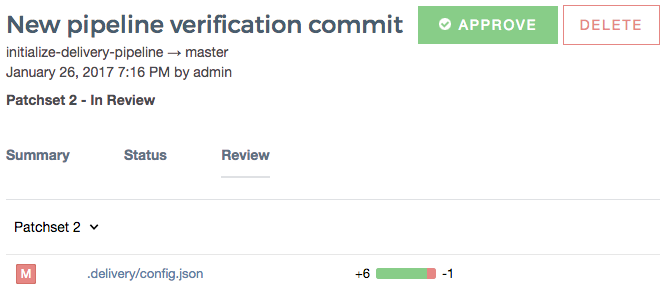 New pipeline verification commit
APPROVE
DELETE
initialize-delivery-pipeline → master
January 26, 2017 7:16 PM by admin
Patchset 2 - In Review
Summary Status Review
Patchset 2
M .delivery/config.json +6 -1